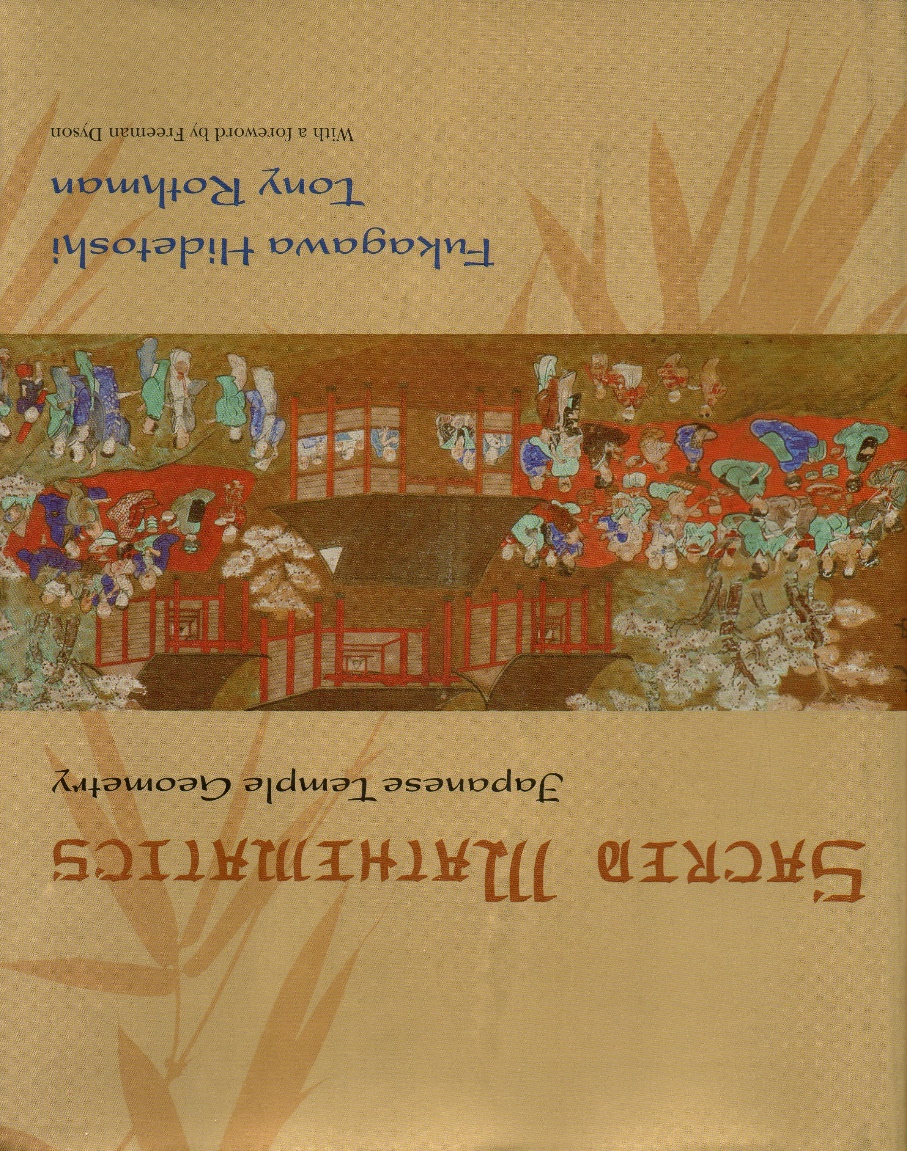 Sacred Mathematics
Japanese Temple Geometry
Fukagawa Hidetoshi
Tony Rothman
With a foreword by Freeman Dyson